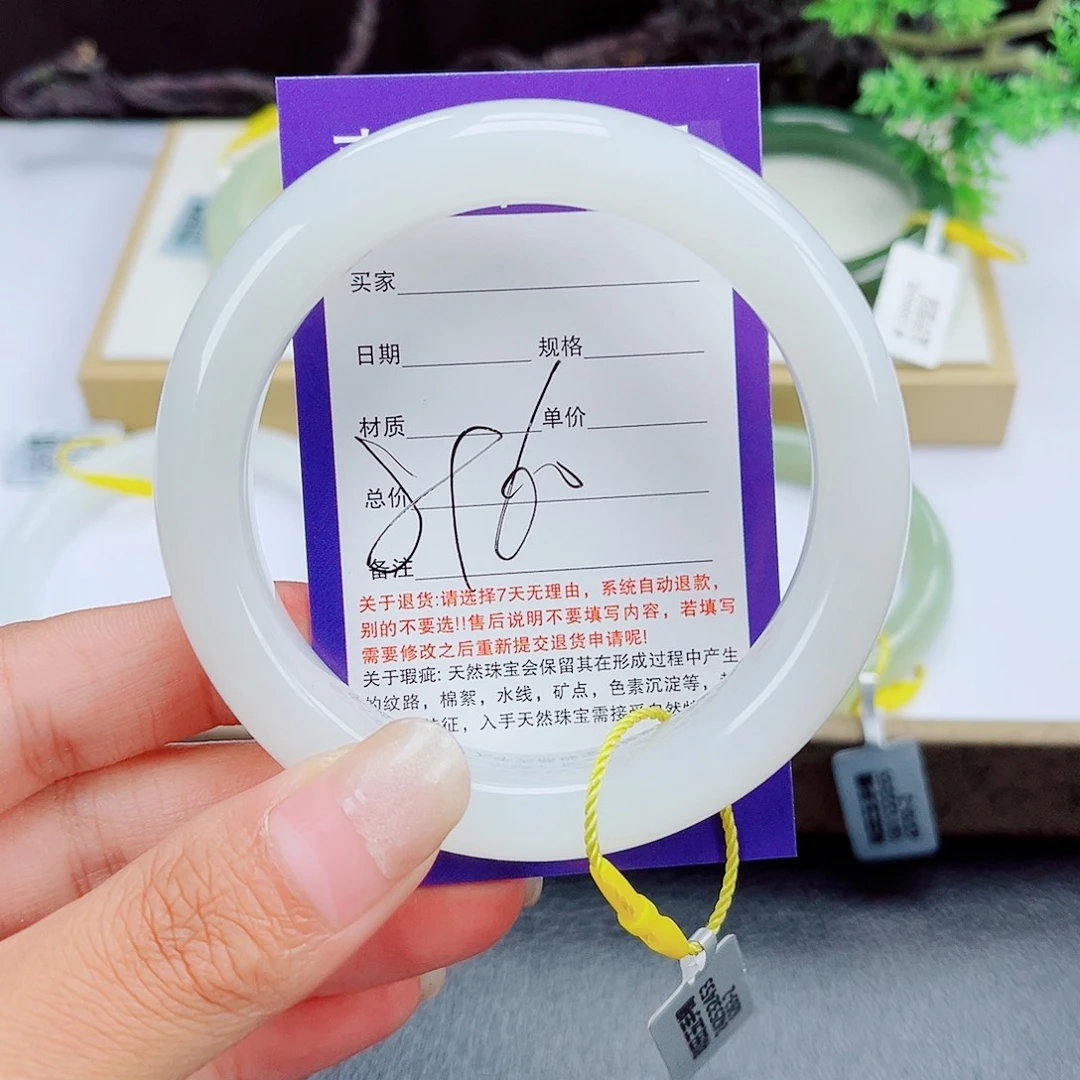 买家
日期 规格
材质 单价
总价
备注
关于退货:请选择7天无理由，系统自动退款，
别的不要选!!售后说明不要填写内容，若填写
需要修改之后重新提交退货申请呢!
关于瑕疵: 天然珠宝会保留其在形成过程中产生
的纹路，棉絮，水线，矿点，色素沉淀等，
征，入手天然珠宝需接受自然